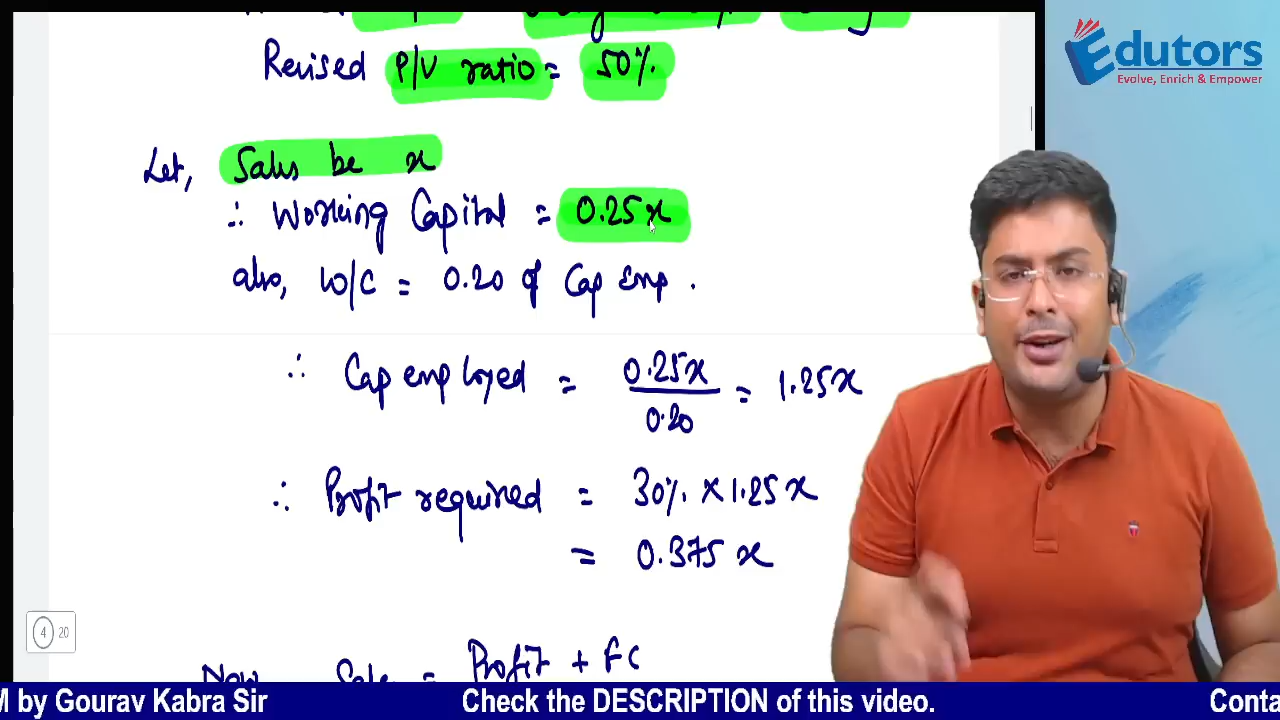 Revised P/V ratio = 50%.
Edutors
Evolve, Enrich & Empower
Let, Sales be x
∴ Working Capital = 0.25x
also, W/C = 0.20 of Cap emp.
∴ Cap employed = 0.25x / 0.20 = 1.25x
∴ Profit required = 30% × 1.25x
= 0.375x
4 20
Now Sales = Profit + FC
M by Gourav Kabra Sir Check the DESCRIPTION of this video. Conta